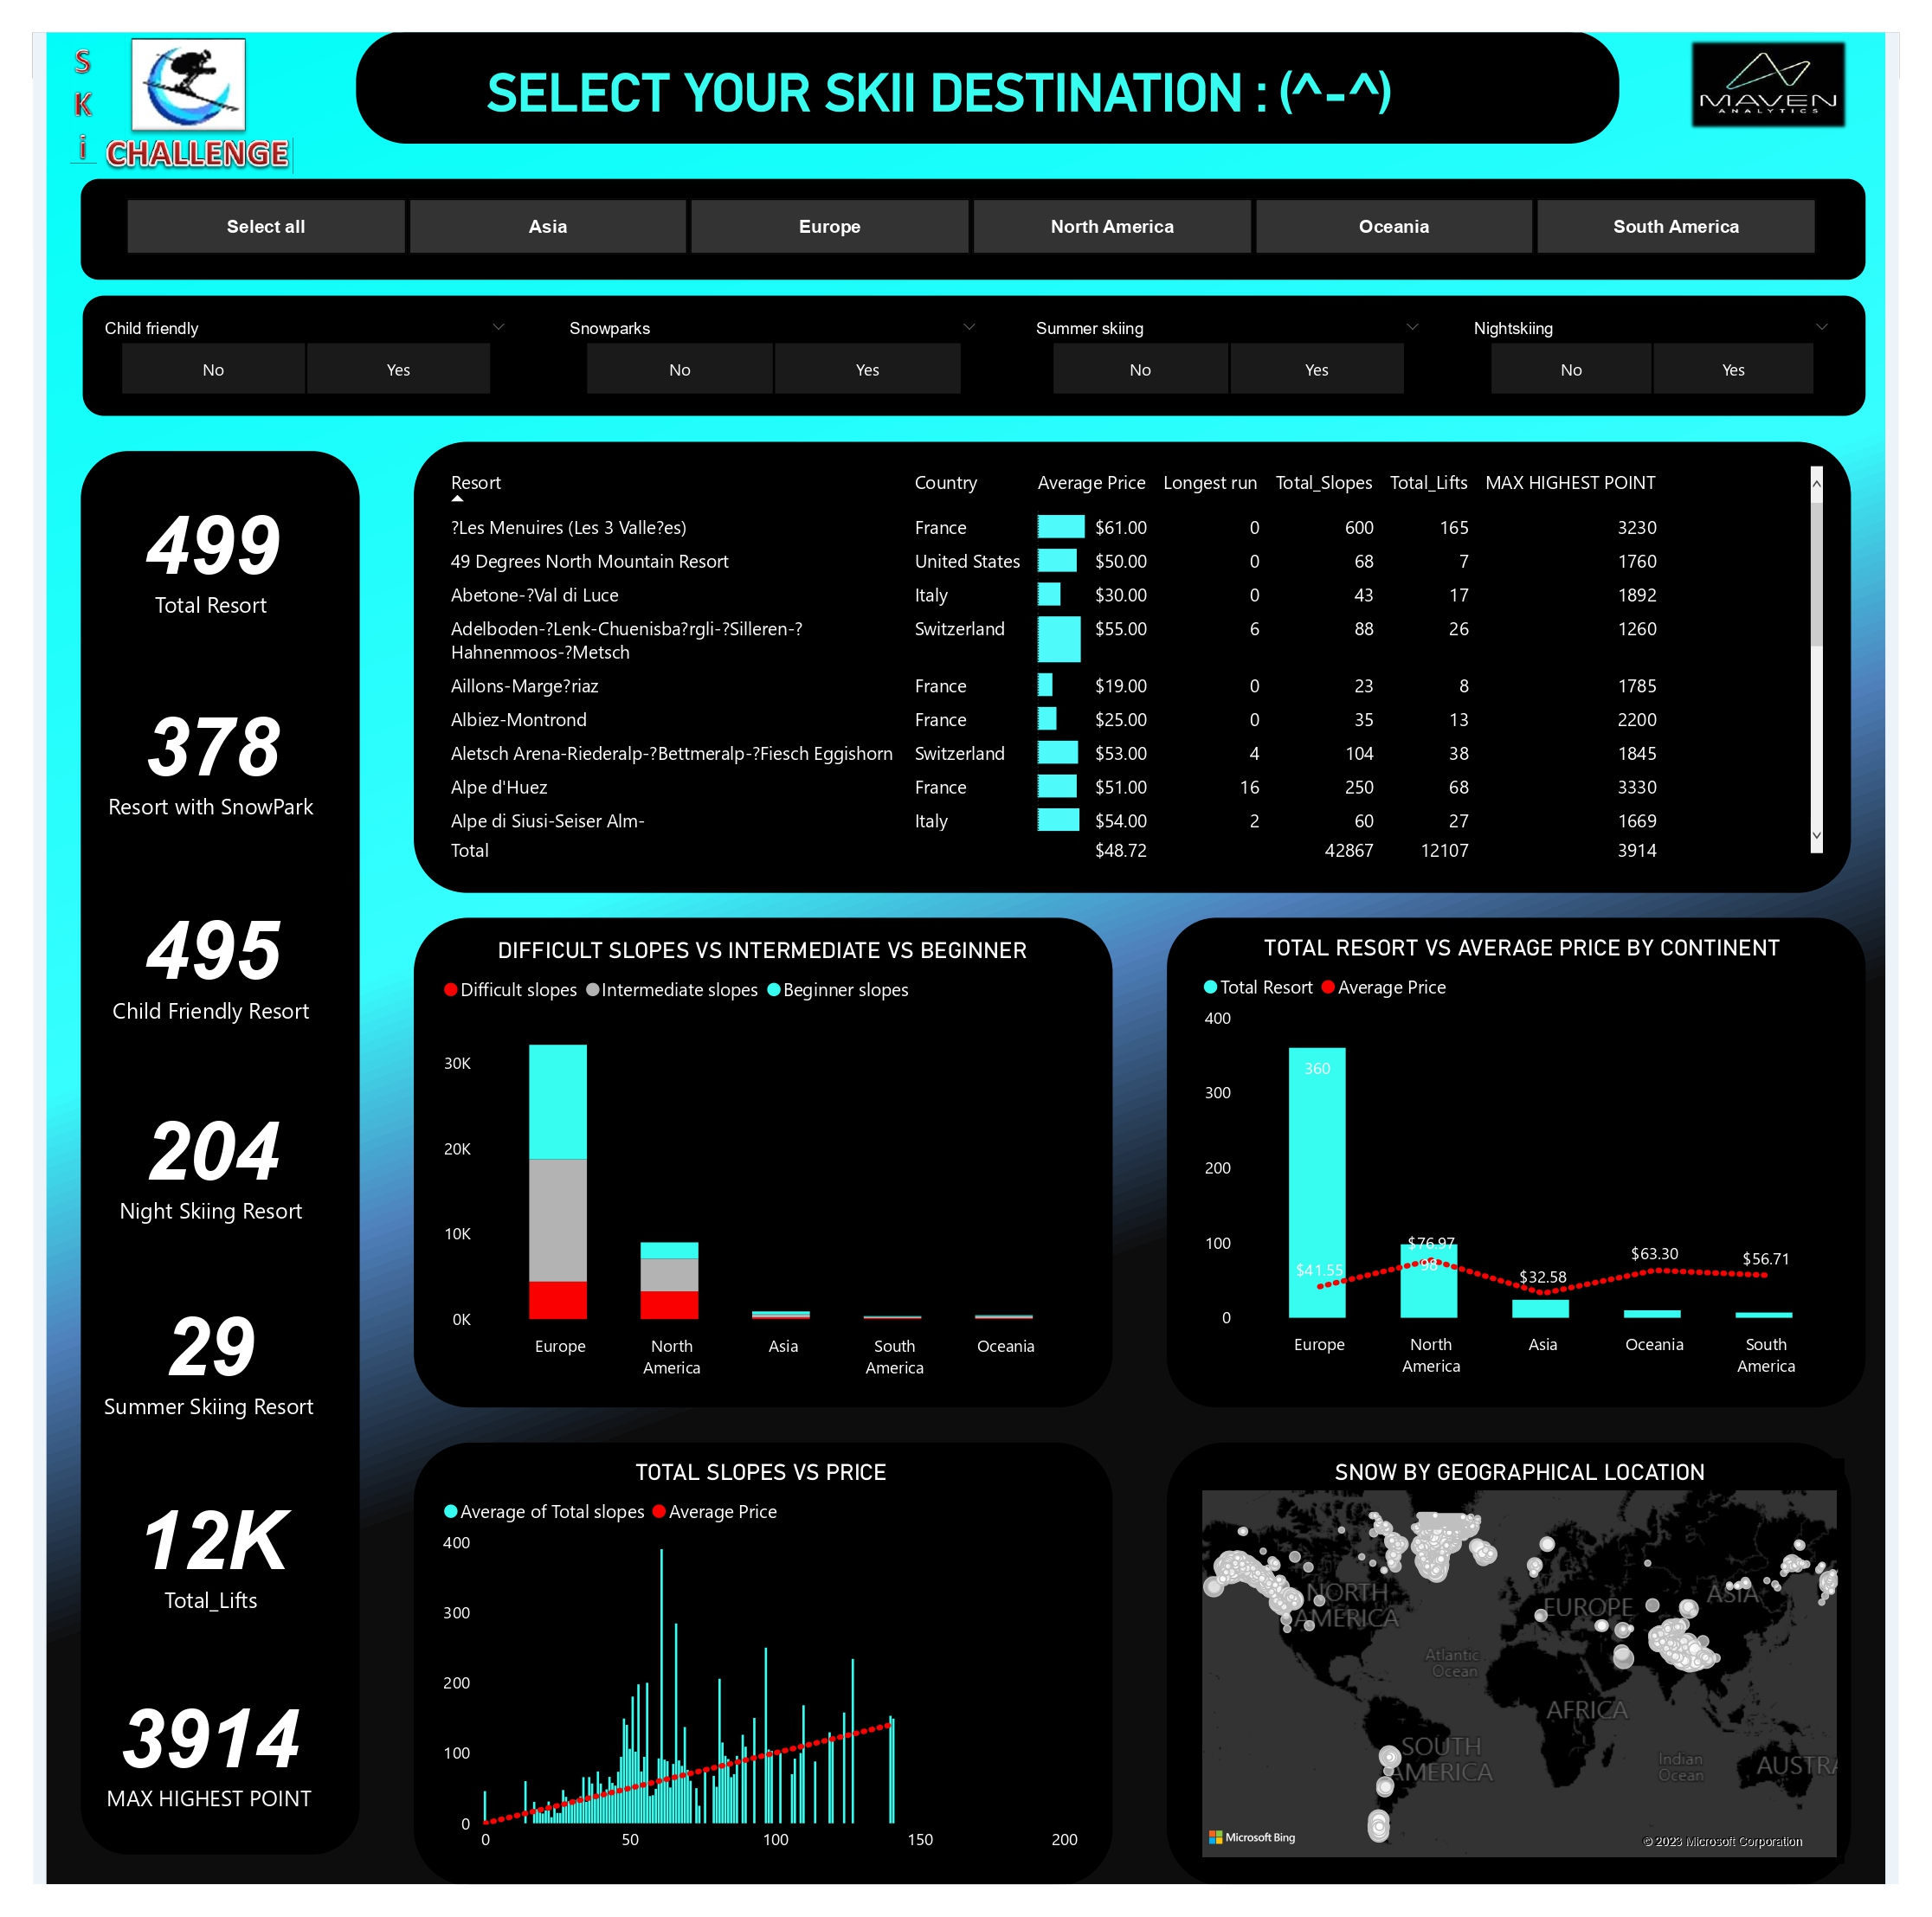 S
K
i
CHALLENGE
SELECT YOUR SKII DESTINATION : (^-^)
MAVEN
ANALYTICS
Select all
Asia
Europe
North America
Oceania
South America
Child friendly
No
Yes
Snowparks
No
Yes
Summer skiing
No
Yes
Nightskiing
No
Yes
499
Total Resort
378
Resort with SnowPark
495
Child Friendly Resort
204
Night Skiing Resort
29
Summer Skiing Resort
12K
Total_Lifts
3914
MAX HIGHEST POINT
Resort Country Average Price Longest run Total_Slopes Total_Lifts MAX HIGHEST POINT
?Les Menuires (Les 3 Valle?es) France $61.00 0 600 165 3230
49 Degrees North Mountain Resort United States $50.00 0 68 7 1760
Abetone-?Val di Luce Italy $30.00 0 43 17 1892
Adelboden-?Lenk-Chuenisba?rgli-?Silleren-? Switzerland $55.00 6 88 26 1260
Hahnenmoos-?Metsch
Aillons-Marge?riaz France $19.00 0 23 8 1785
Albiez-Montrond France $25.00 0 35 13 2200
Aletsch Arena-Riederalp-?Bettmeralp-?Fiesch Eggishorn Switzerland $53.00 4 104 38 1845
Alpe d'Huez France $51.00 16 250 68 3330
Alpe di Siusi-Seiser Alm- Italy $54.00 2 60 27 1669
Total $48.72 42867 12107 3914
DIFFICULT SLOPES VS INTERMEDIATE VS BEGINNER
Difficult slopes Intermediate slopes Beginner slopes
30K
20K
10K
0K
Europe
North
America
Asia
South
America
Oceania
TOTAL RESORT VS AVERAGE PRICE BY CONTINENT
Total Resort Average Price
400
300
200
100
0
360
$41.55
$76.97
98
$32.58
$63.30
$56.71
Europe
North
America
Asia
Oceania
South
America
TOTAL SLOPES VS PRICE
Average of Total slopes Average Price
400
300
200
100
0
0 50 100 150 200
SNOW BY GEOGRAPHICAL LOCATION
NORTH
AMERICA
EUROPE
ASIA
Atlantic
Ocean
AFRICA
SOUTH
AMERICA
Indian
Ocean
AUSTRA
Microsoft Bing
© 2023 Microsoft Corporation